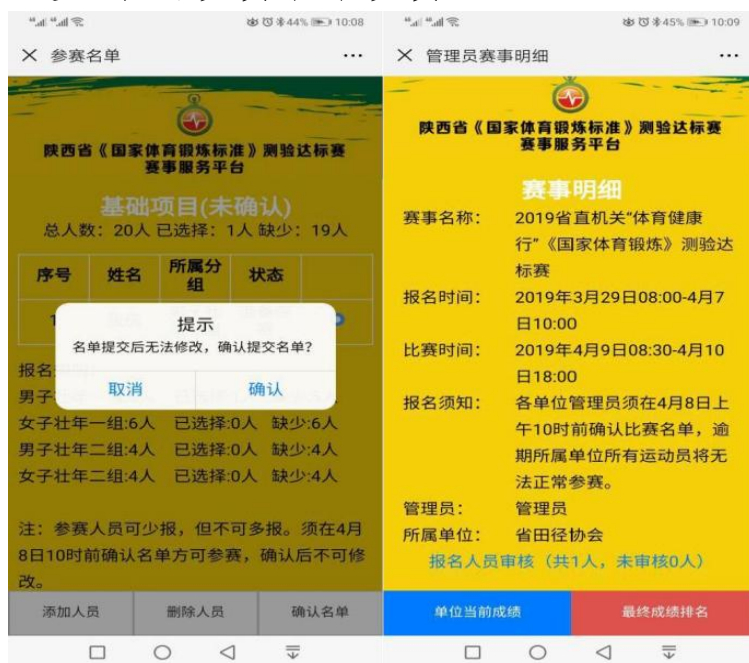 44% 10:08
参赛名单
陕西省《国家体育锻炼标准》测验达标赛
赛事服务平台
基础项目(未确认)
总人数：20人 已选择：1人 缺少：19人
序号 姓名 所属分组 状态
提示
名单提交后无法修改，确认提交名单？
取消 确认
报名
男子
女子壮年一组:6人 已选择:0人 缺少:6人
男子壮年二组:4人 已选择:0人 缺少:4人
女子壮年二组:4人 已选择:0人 缺少:4人
注：参赛人员可少报，但不可多报。须在4月
8日10时前确认名单方可参赛，确认后不可修
改。
添加人员 删除人员 确认名单
45% 10:09
管理员赛事明细
陕西省《国家体育锻炼标准》测验达标赛
赛事服务平台
赛事明细
赛事名称： 2019省直机关“体育健康
行”《国家体育锻炼》测验达
标赛
报名时间： 2019年3月29日08:00-4月7
日10:00
比赛时间： 2019年4月9日08:30-4月10
日18:00
报名须知： 各单位管理员须在4月8日上
午10时前确认比赛名单，逾
期所属单位所有运动员将无
法正常参赛。
管理员： 管理员
所属单位： 省田径协会
报名人员审核（共1人，未审核0人）
单位当前成绩 最终成绩排名